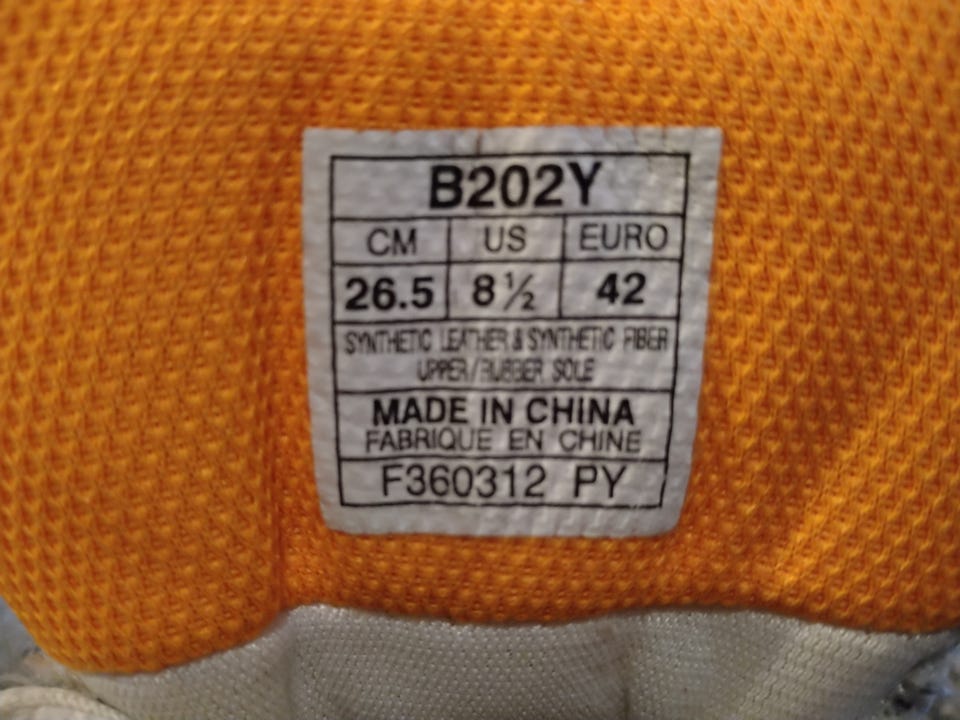 B202Y
CM US EURO
26.5 8½ 42
SYNTHETIC LEATHER & SYNTHETIC FIBER
UPPER/RUBBER SOLE
MADE IN CHINA
FABRIQUE EN CHINE
F360312 PY